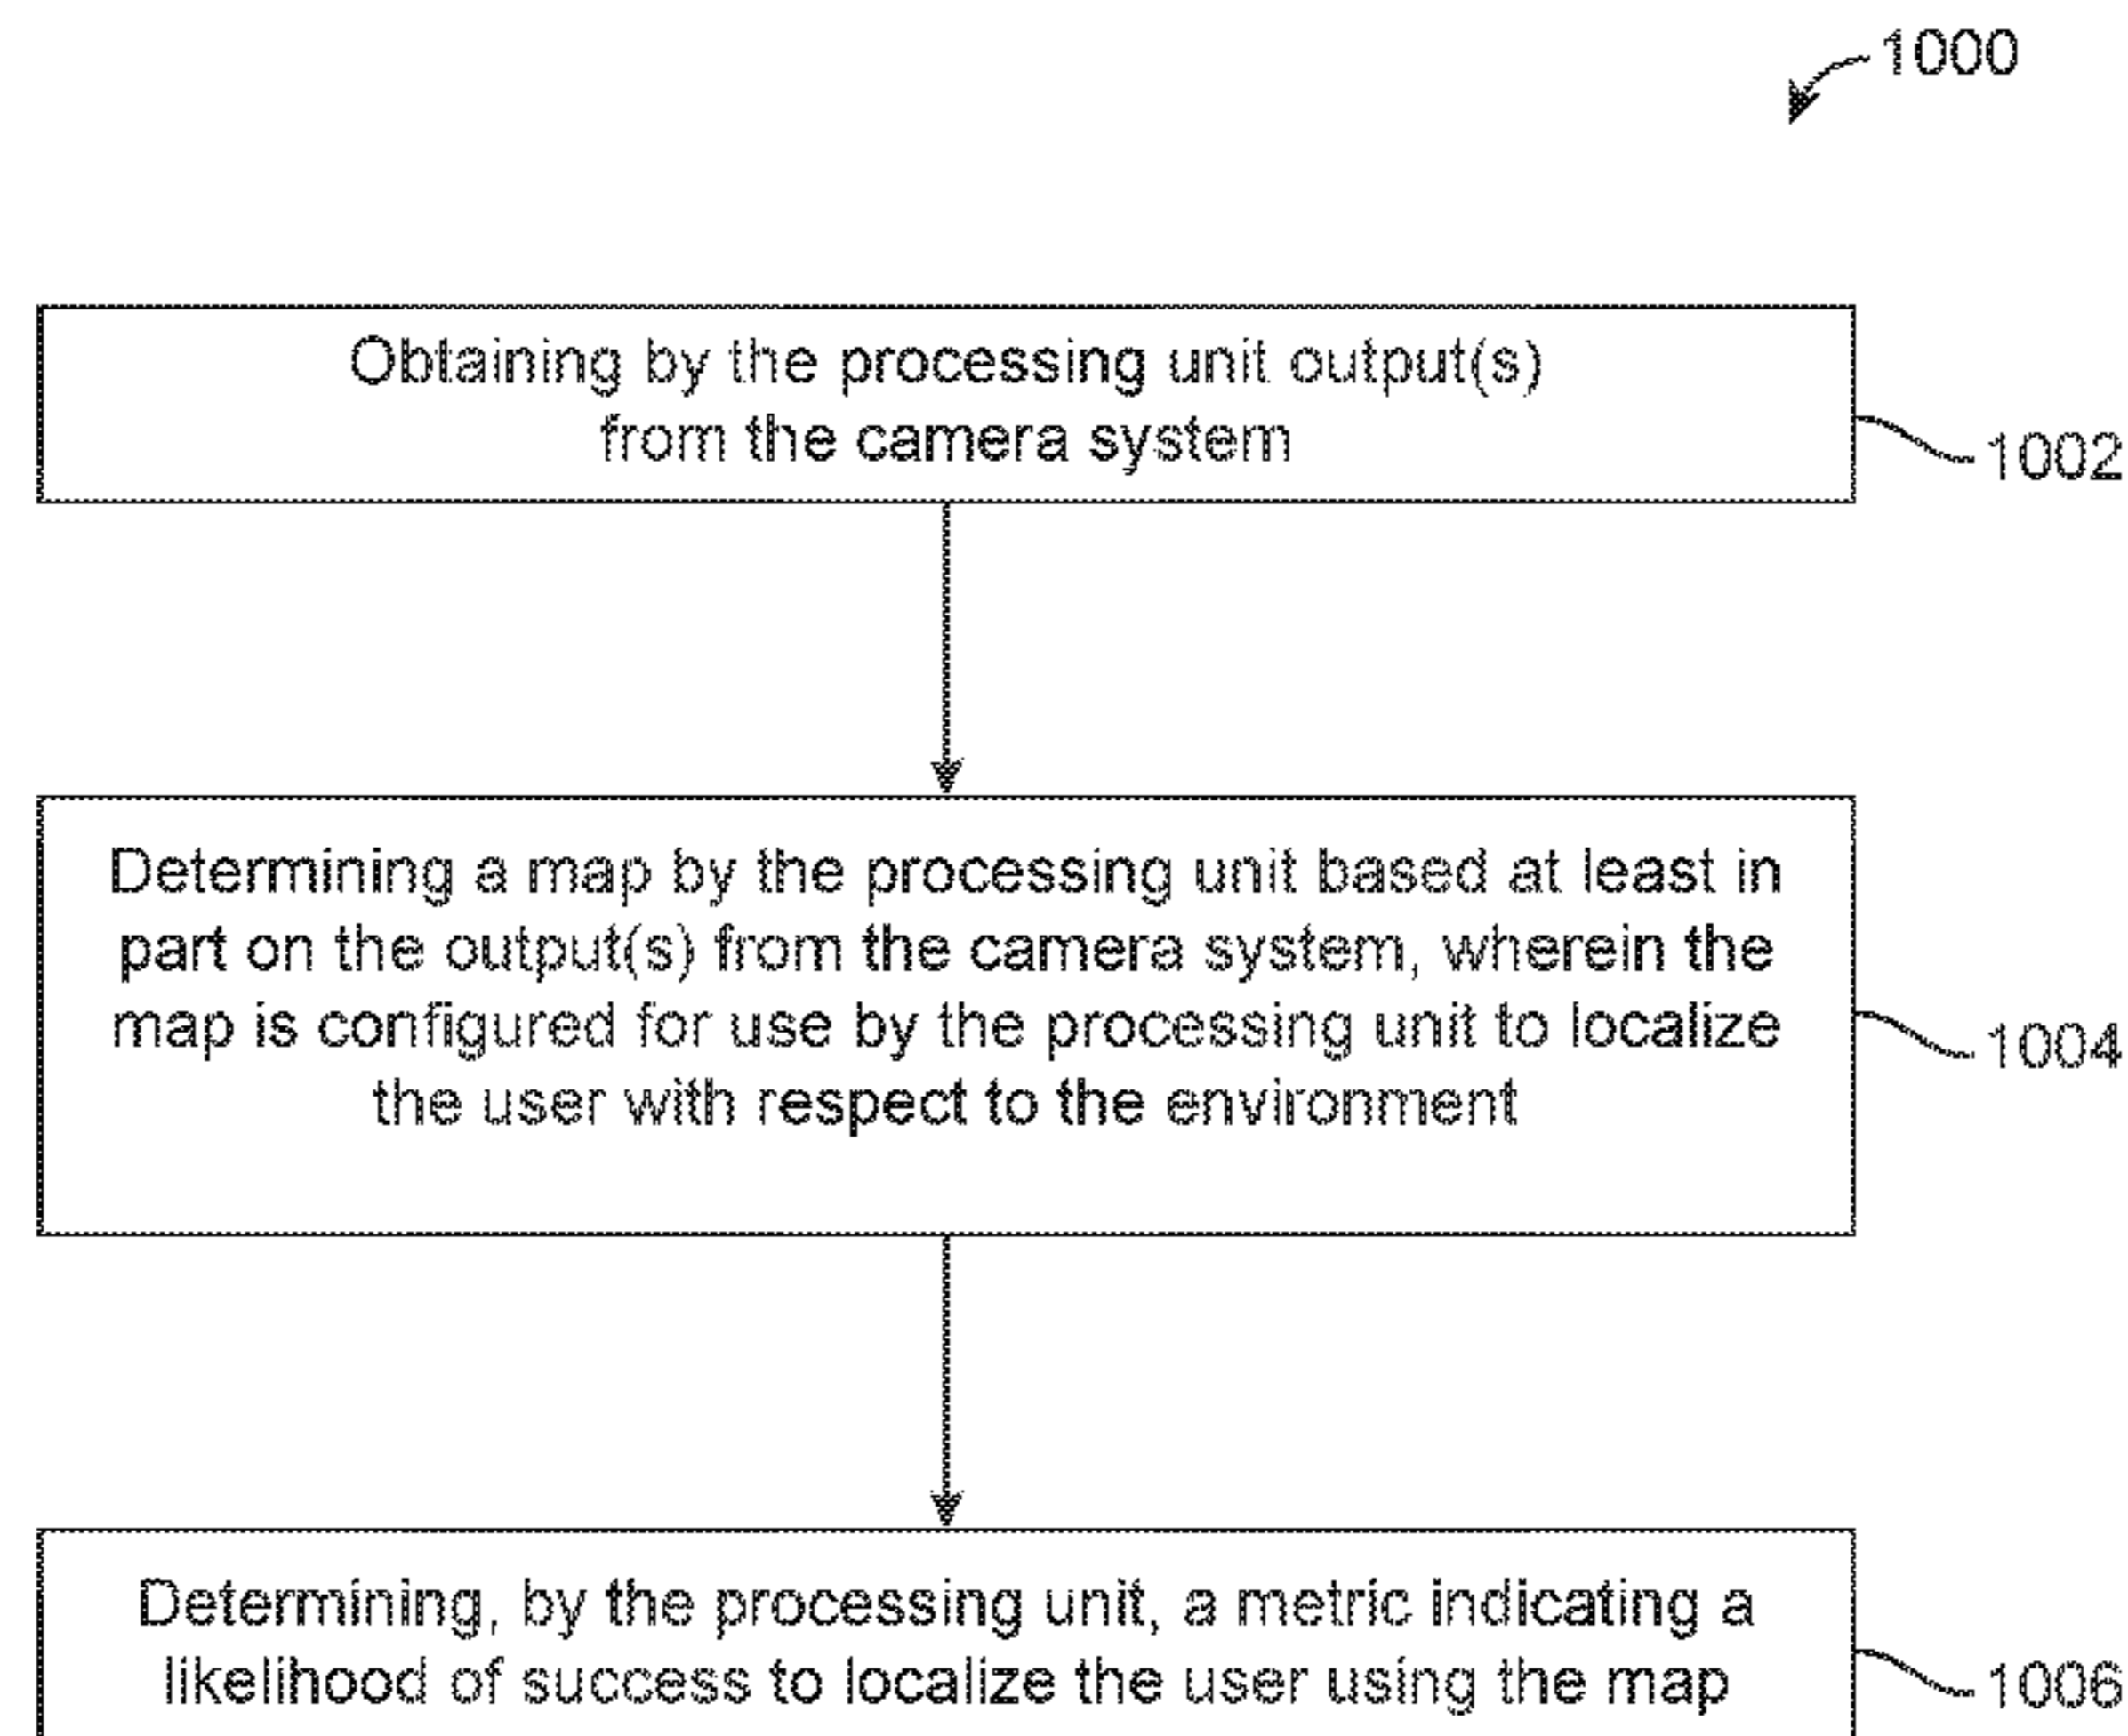 1000
Obtaining by the processing unit output(s)
from the camera system
1002
Determining a map by the processing unit based at least in
part on the output(s) from the camera system, wherein the
map is configured for use by the processing unit to localize
the user with respect to the environment
1004
Determining, by the processing unit, a metric indicating a
likelihood of success to localize the user using the map
1006